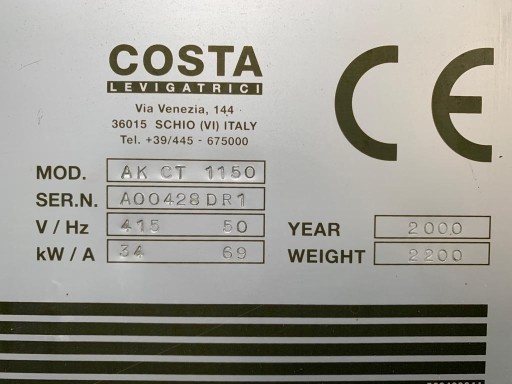 COSTA
LEVIGATRICI
Via Venezia, 144
36015 SCHIO (VI) ITALY
Tel. +39/445 - 675000
CE
MOD. AK CT 1150
SER.N. A00428DR1
V / Hz 415 50
kW / A 34 69
YEAR 2000
WEIGHT 2200